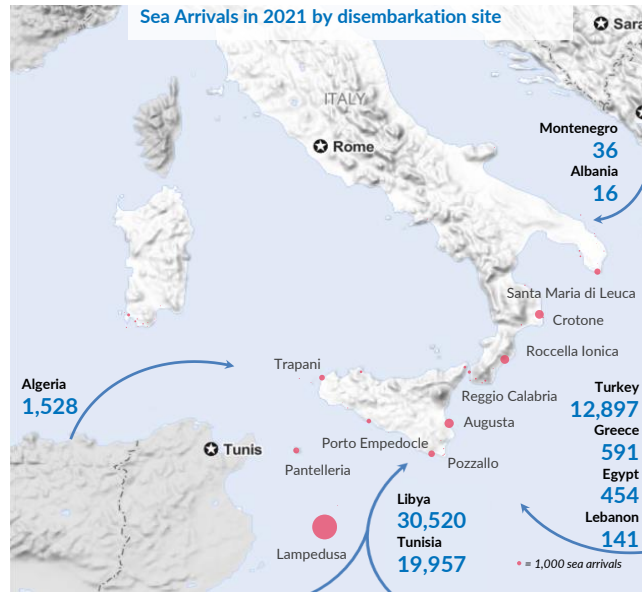 Sea Arrivals in 2021 by disembarkation site
ITALY
Rome
Montenegro
36
Albania
16
Santa Maria di Leuca
Crotone
Roccella Ionica
Trapani
Reggio Calabria
Algeria
1,528
Augusta
Turkey
12,897
Greece
591
Egypt
454
Lebanon
141
Tunis
Porto Empedocle
Pozzallo
Pantelleria
Libya
30,520
Tunisia
19,957
Lampedusa
= 1,000 sea arrivals